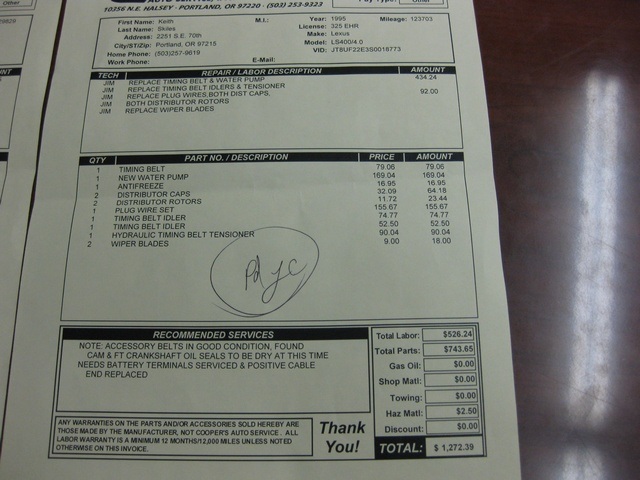 Other
AUTO SERVICE
Other
10356 N.E. HALSEY · PORTLAND, OR 97220 · (503) 253-9323
First Name: Keith M.I.: Year: 1995 Mileage: 123703
Last Name: Skiles License: 325 EHR
Address: 2251 S.E. 70th Make: Lexus
City/ST/Zip: Portland, OR 97215 Model: LS400/4.0
Home Phone: (503)257-9619 VID: JT8UF22E3S0018773
Work Phone: E-Mail:
TECH REPAIR / LABOR DESCRIPTION AMOUNT
JIM REPLACE TIMING BELT & WATER PUMP 434.24
JIM REPLACE TIMING BELT IDLERS & TENSIONER
JIM REPLACE PLUG WIRES,BOTH DIST CAPS, 92.00
JIM BOTH DISTRIBUTOR ROTORS
JIM REPLACE WIPER BLADES
QTY PART NO. / DESCRIPTION PRICE AMOUNT
1 TIMING BELT 79.06 79.06
1 NEW WATER PUMP 169.04 169.04
1 ANTIFREEZE 16.95 16.95
2 DISTRIBUTOR CAPS 32.09 64.18
2 DISTRIBUTOR ROTORS 11.72 23.44
1 PLUG WIRE SET 155.67 155.67
1 TIMING BELT IDLER 74.77 74.77
1 TIMING BELT IDLER 52.50 52.50
1 HYDRAULIC TIMING BELT TENSIONER 90.04 90.04
2 WIPER BLADES 9.00 18.00
RECOMMENDED SERVICES
NOTE: ACCESSORY BELTS IN GOOD CONDITION, FOUND
CAM & FT CRANKSHAFT OIL SEALS TO BE DRY AT THIS TIME
NEEDS BATTERY TERMINALS SERVICED & POSITIVE CABLE
END REPLACED
Total Labor: $526.24
Total Parts: $743.65
Gas Oil: $0.00
Shop Matl: $0.00
Towing: $0.00
Haz Matl: $2.50
Discount: $0.00
TOTAL: $ 1,272.39
ANY WARRANTIES ON THE PARTS AND/OR ACCESSORIES SOLD HEREBY ARE
THOSE MADE BY THE MANUFACTURER, NOT COOPER'S AUTO SERVICE. ALL
LABOR WARRANTY IS A MINIMUM 12 MONTHS/12,000 MILES UNLESS NOTED
OTHERWISE ON THIS INVOICE.
Thank
You!